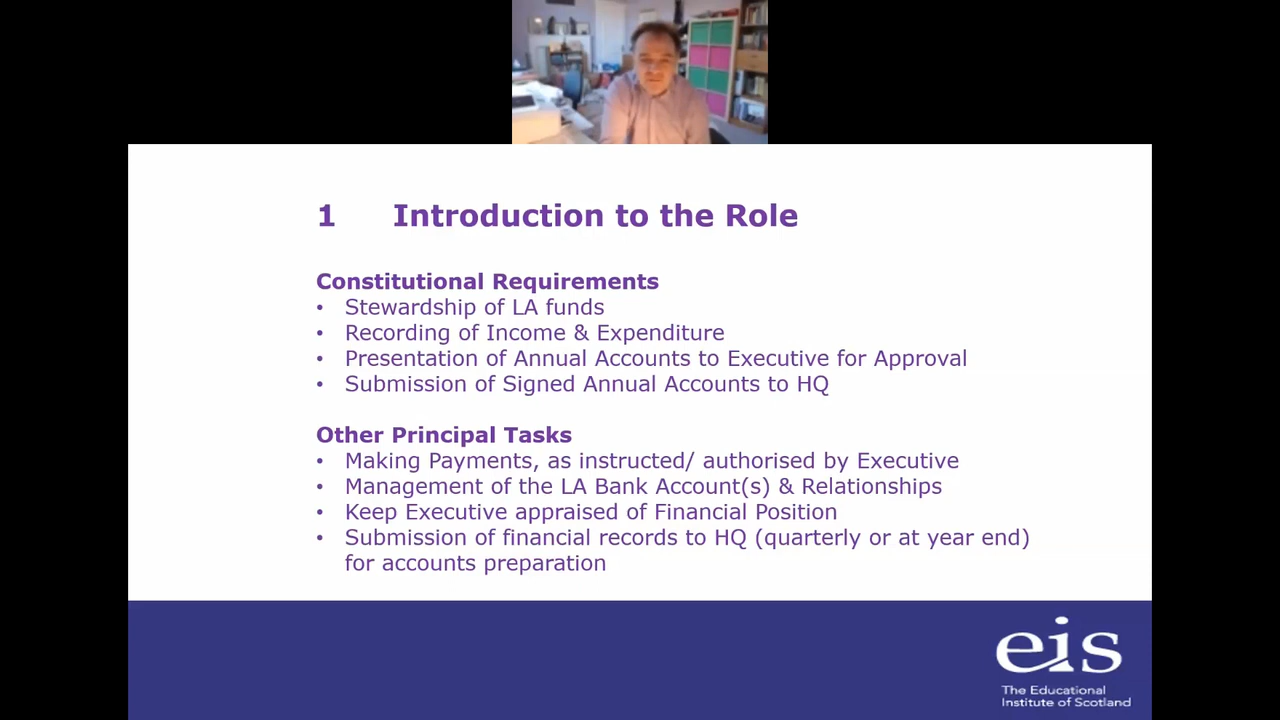 1 Introduction to the Role
Constitutional Requirements
• Stewardship of LA funds
• Recording of Income & Expenditure
• Presentation of Annual Accounts to Executive for Approval
• Submission of Signed Annual Accounts to HQ
Other Principal Tasks
• Making Payments, as instructed/ authorised by Executive
• Management of the LA Bank Account(s) & Relationships
• Keep Executive appraised of Financial Position
• Submission of financial records to HQ (quarterly or at year end)
for accounts preparation
eis
The Educational
Institute of Scotland